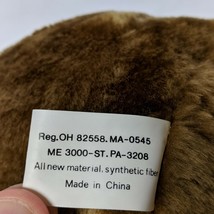 Reg.OH 82558.MA-0545
ME 3000-ST. PA-3208
All new material, synthetic fiber
Made in China